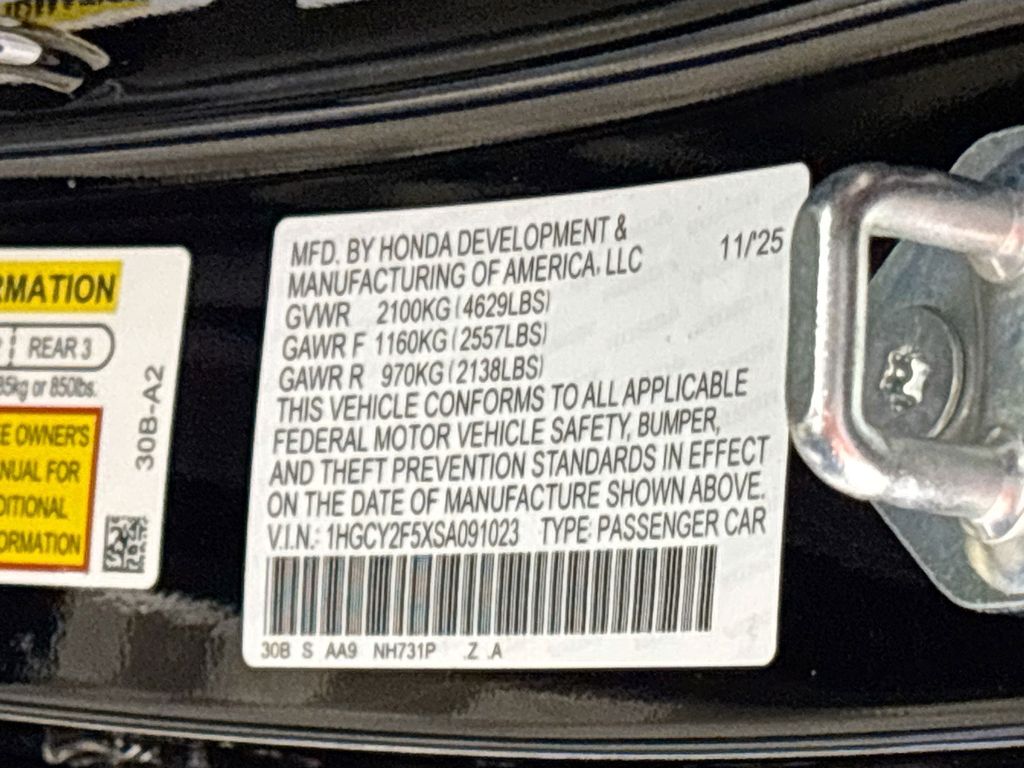 MFD. BY HONDA DEVELOPMENT &
MANUFACTURING OF AMERICA, LLC
11/'25
GVWR 2100KG (4629LBS)
GAWR F 1160KG (2557LBS)
GAWR R 970KG (2138LBS)
THIS VEHICLE CONFORMS TO ALL APPLICABLE
FEDERAL MOTOR VEHICLE SAFETY, BUMPER,
AND THEFT PREVENTION STANDARDS IN EFFECT
ON THE DATE OF MANUFACTURE SHOWN ABOVE.
V.I.N.: 1HGCY2F5XSA091023 TYPE: PASSENGER CAR
30B S AA9 NH731P .Z .A
RMATION
REAR 3
85kg or 850lbs.
E OWNER'S
NUAL FOR
DITIONAL
ORMATION
30B-A2